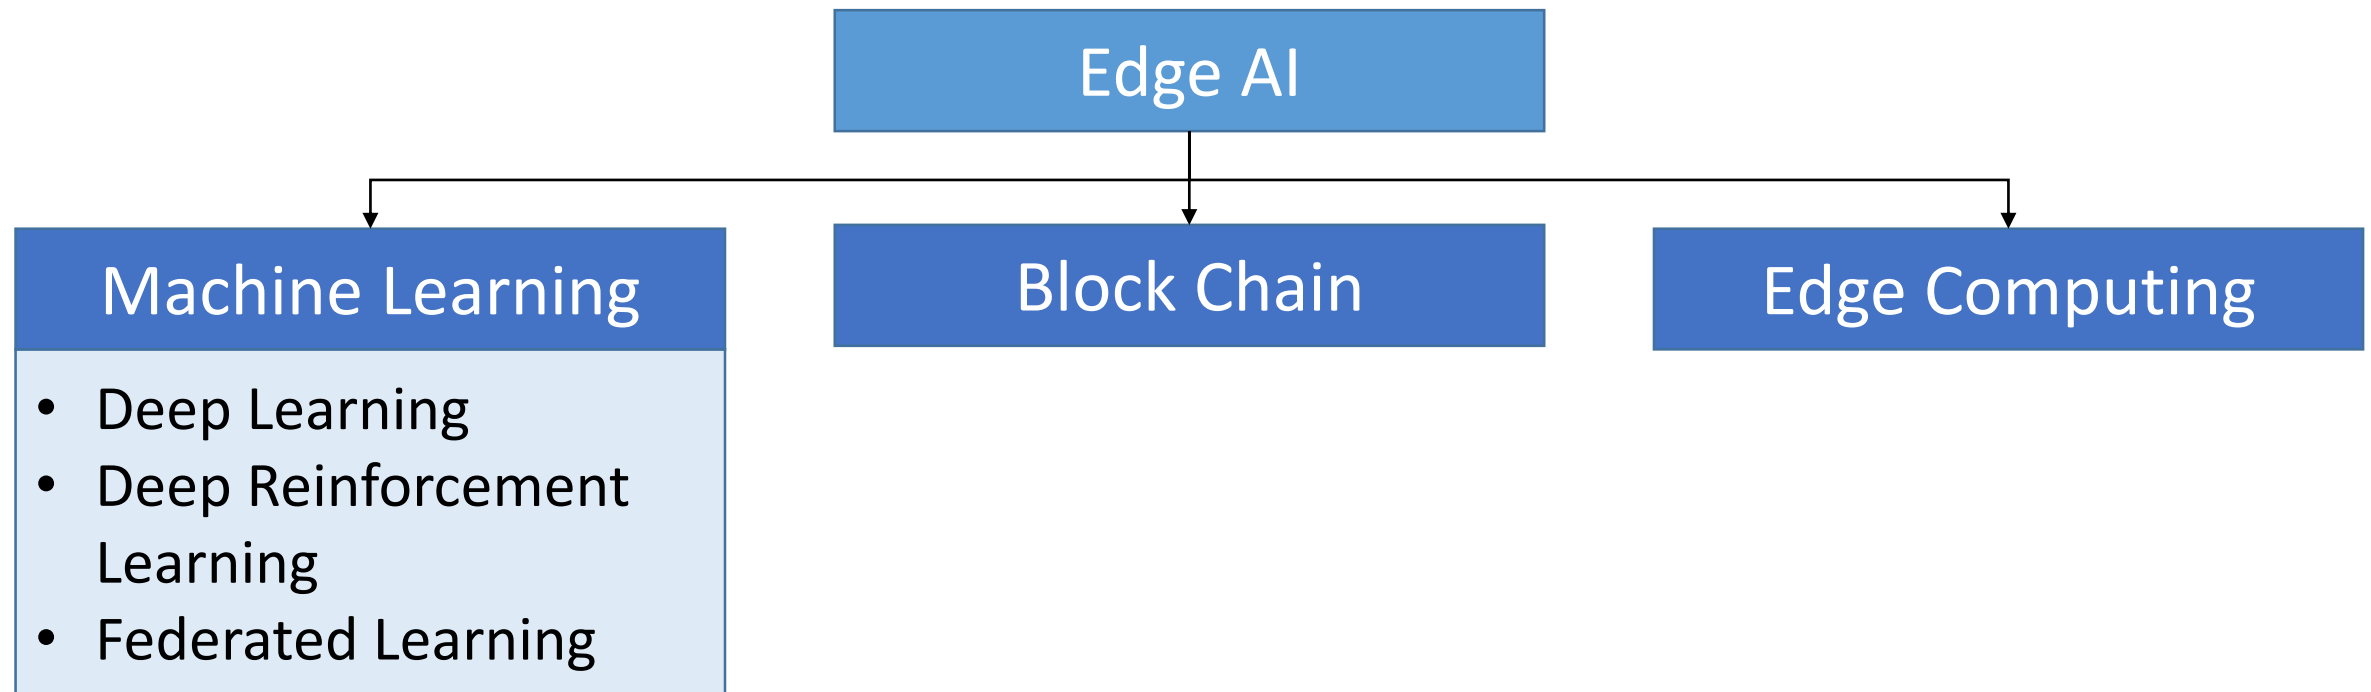 Edge AI
Machine Learning
Block Chain
Edge Computing
• Deep Learning
• Deep Reinforcement
Learning
• Federated Learning